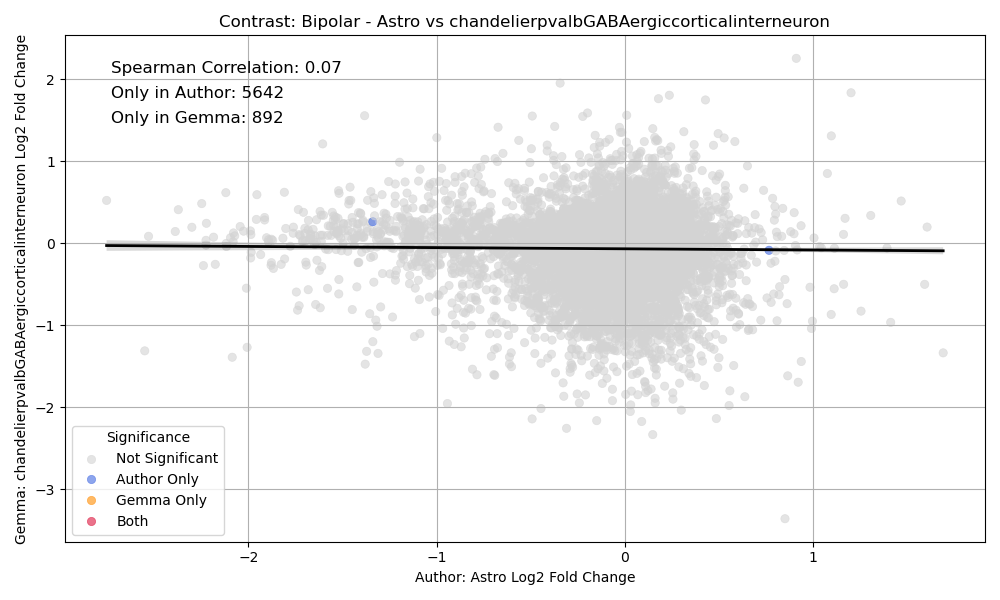 Contrast: Bipolar - Astro vs chandelierpvalbGABAergiccorticalinterneuron
Gemma: chandelierpvalbGABAergiccorticalinterneuron Log2 Fold Change
2
1
0
−1
−2
−3
Spearman Correlation: 0.07
Only in Author: 5642
Only in Gemma: 892
Significance
Not Significant
Author Only
Gemma Only
Both
−2
−1
0
1
Author: Astro Log2 Fold Change